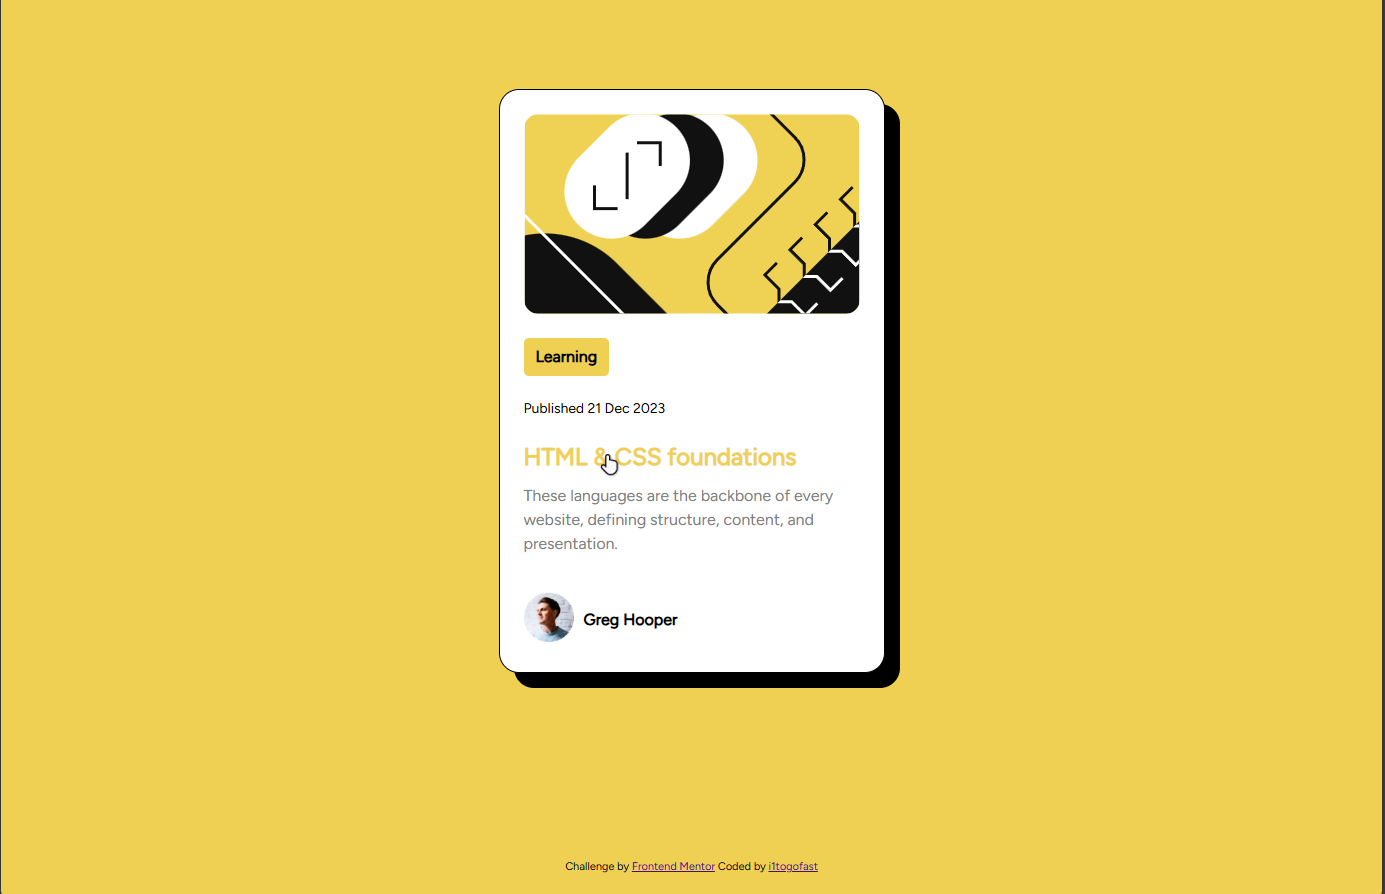 Learning
Published 21 Dec 2023
HTML & CSS foundations
These languages are the backbone of every
website, defining structure, content, and
presentation.
Greg Hooper
Challenge by Frontend Mentor Coded by i1togofast